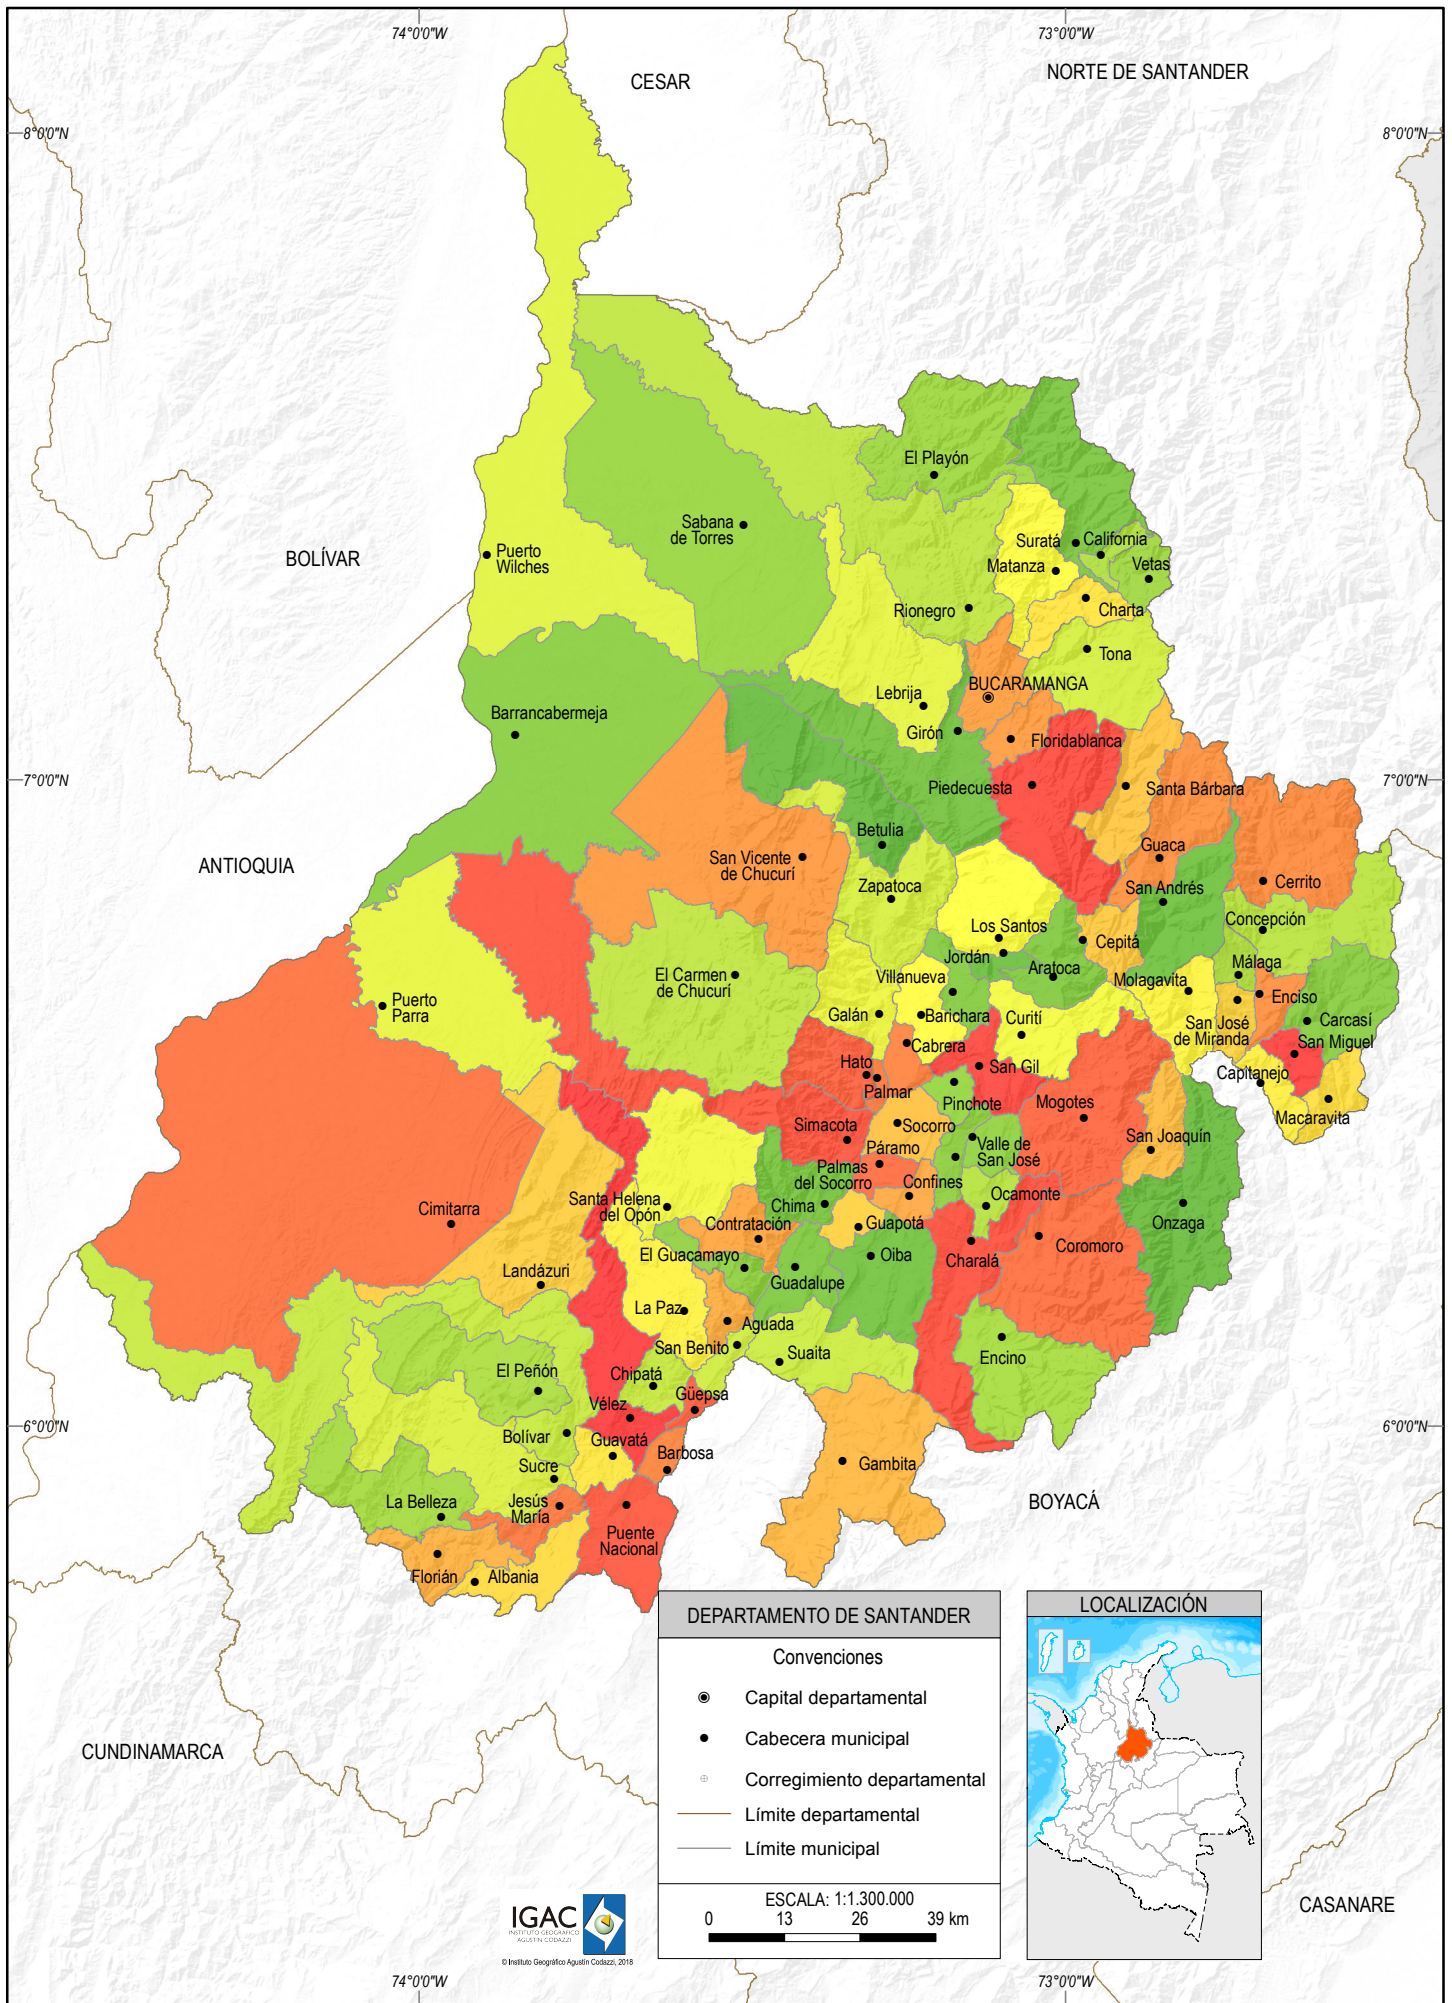 74°0'0"W
73°0'0"W
CESAR
NORTE DE SANTANDER
8°0'0"N
8°0'0"N
El Playón
Sabana
de Torres
Suratá
California
BOLÍVAR
Puerto
Wilches
Matanza
Vetas
Rionegro
Charta
Tona
BUCARAMANGA
Lebrija
Barrancabermeja
Girón
Floridablanca
7°0'0"N
7°0'0"N
Piedecuesta
Santa Bárbara
Betulia
Guaca
ANTIOQUIA
San Vicente
de Chucurí
Zapatoca
San Andrés
Cerrito
Concepción
Los Santos
Cepitá
Jordán
Aratoca
Málaga
El Carmen
de Chucurí
Villanueva
Molagavita
Enciso
Puerto
Parra
Galán
Barichara
Curití
San José
de Miranda
Carcasí
San Miguel
Cabrera
Hato
San Gil
Capitanejo
Palmar
Pinchote
Mogotes
Macaravita
Simacota
Socorro
San Joaquín
Páramo
Valle de
San José
Palmas
del Socorro
Confines
Santa Helena
del Opón
Chima
Ocamonte
Onzaga
Cimitarra
Contratación
Guapotá
El Guacamayo
Oiba
Charalá
Coromoro
Landázuri
Guadalupe
La Paz
Aguada
San Benito
Suaita
Encino
El Peñón
Chipatá
Güepsa
Vélez
6°0'0"N
6°0'0"N
Bolívar
Guavatá
Barbosa
Gambita
Sucre
La Belleza
Jesús
María
BOYACÁ
Puente
Nacional
Florián
Albania
DEPARTAMENTO DE SANTANDER
Convenciones
Capital departamental
Cabecera municipal
Corregimiento departamental
Límite departamental
Límite municipal
ESCALA: 1:1.300.000
0 13 26 39 km
LOCALIZACIÓN
CUNDINAMARCA
CASANARE
IGAC
INSTITUTO GEOGRÁFICO
AGUSTÍN CODAZZI
© Instituto Geográfico Agustín Codazzi, 2018
74°0'0"W
73°0'0"W